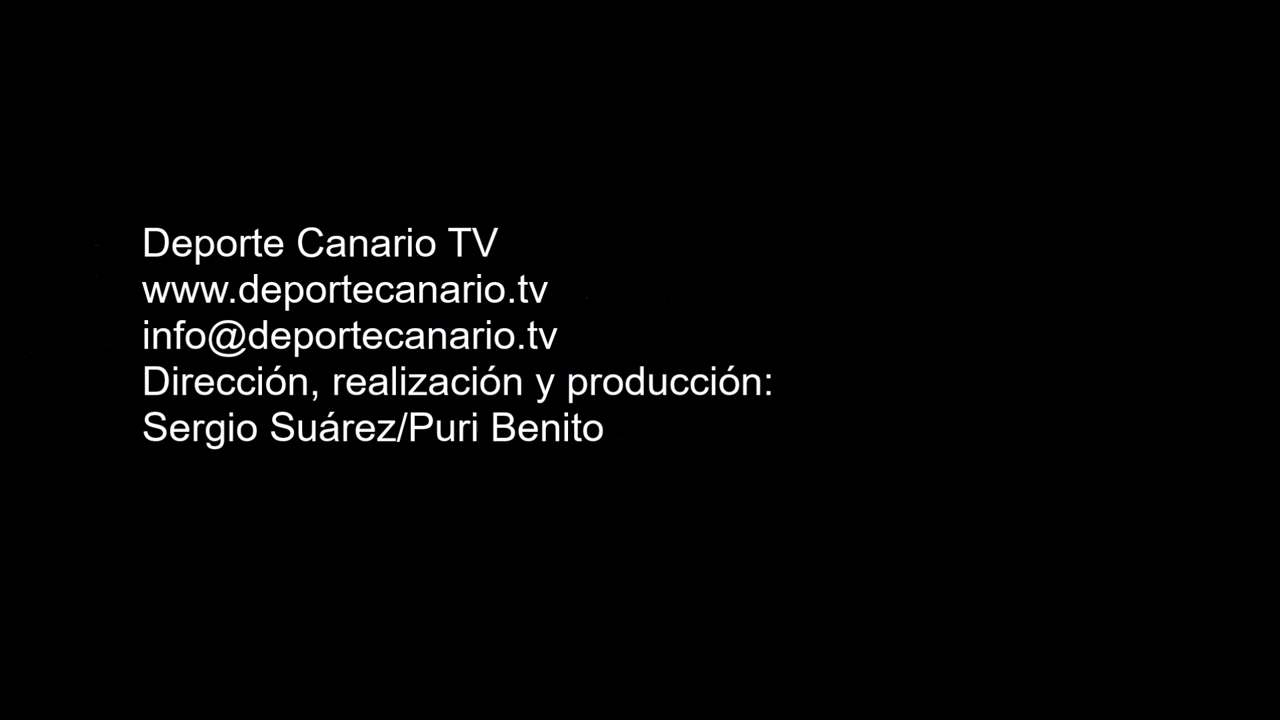 Deporte Canario TV
www.deportecanario.tv
info@deportecanario.tv
Dirección, realización y producción:
Sergio Suárez/Puri Benito